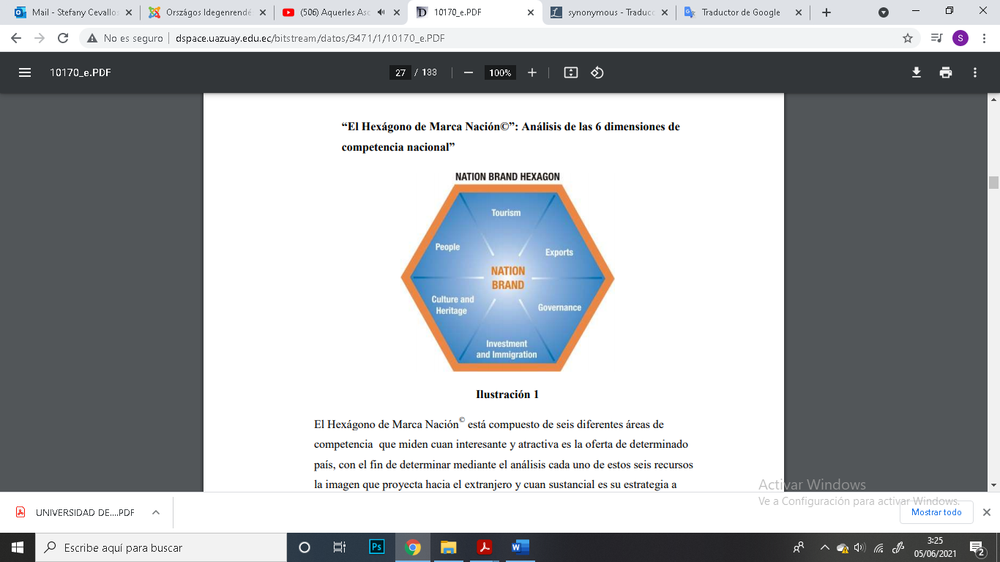 Mail - Stefany Cevallos
Országos Idegenrendé
(506) Aquerles Asc
10170_e.PDF
synonymous - Traducc
Traductor de Google
No es seguro | dspace.uazuay.edu.ec/bitstream/datos/3471/1/10170_e.PDF
S
10170_e.PDF
27 / 133
100%
“El Hexágono de Marca Nación©”: Análisis de las 6 dimensiones de
competencia nacional”
NATION BRAND HEXAGON
Tourism
People
Exports
NATION
BRAND
Culture and
Heritage
Governance
Investment
and Immigration
Ilustración 1
El Hexágono de Marca Nación© está compuesto de seis diferentes áreas de
competencia que miden cuan interesante y atractiva es la oferta de determinado
país, con el fin de determinar mediante el análisis cada uno de estos seis recursos
la imagen que proyecta hacia el extranjero y cuan sustancial es su estrategia a
Activar Windows
Ve a Configuración para activar Windows.
UNIVERSIDAD DE....PDF
Mostrar todo
Escribe aquí para buscar
Ps
3:25
05/06/2021
2